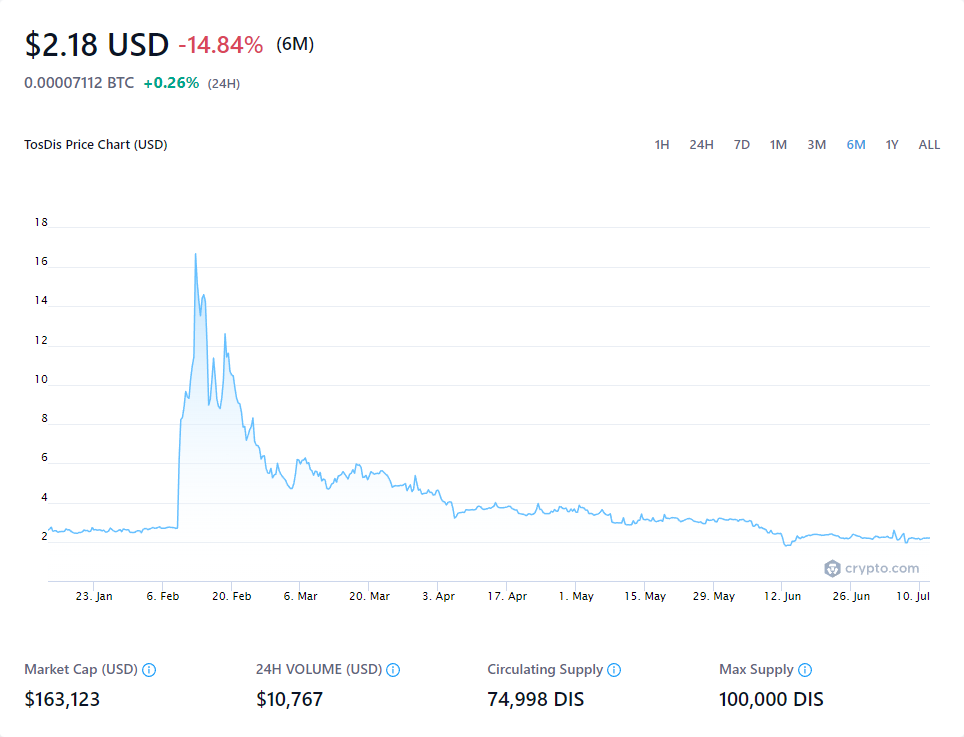 $2.18 USD -14.84% (6M)
0.00007112 BTC +0.26% (24H)
TosDis Price Chart (USD) 1H 24H 7D 1M 3M 6M 1Y ALL
18
16
14
12
10
8
6
4
2
crypto.com
23. Jan 6. Feb 20. Feb 6. Mar 20. Mar 3. Apr 17. Apr 1. May 15. May 29. May 12. Jun 26. Jun 10. Jul
Market Cap (USD) 24H VOLUME (USD) Circulating Supply Max Supply
$163,123 $10,767 74,998 DIS 100,000 DIS